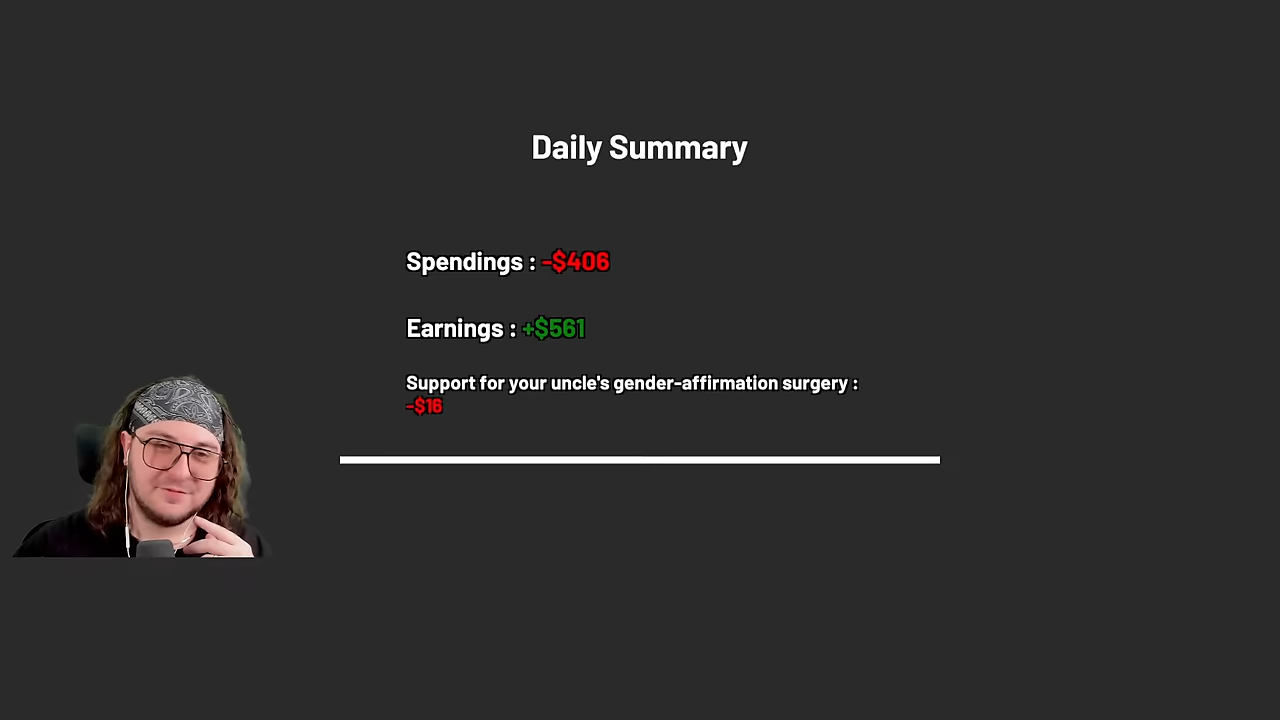 Daily Summary
Spendings : -$406
Earnings : +$561
Support for your uncle's gender-affirmation surgery :
-$16